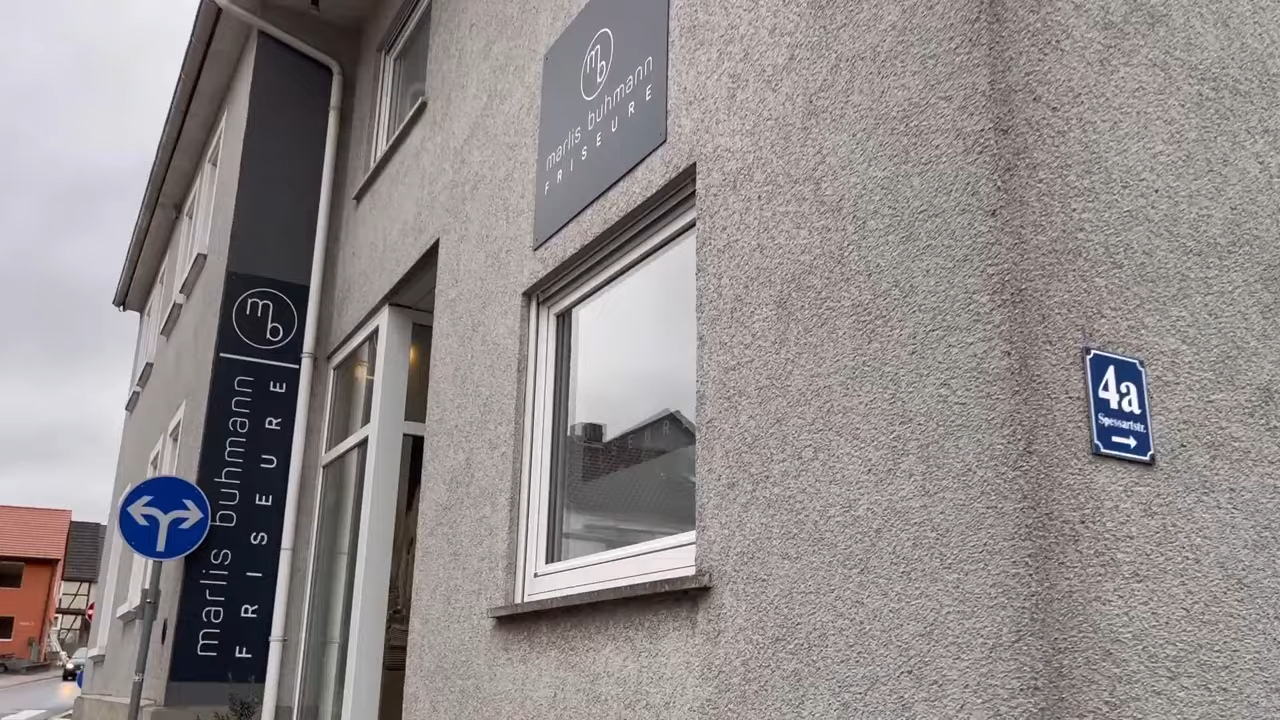 mb
marlis buhmann
FRISEURE
mb
marlis buhmann
FRISEURE
4a
Spessartstr.